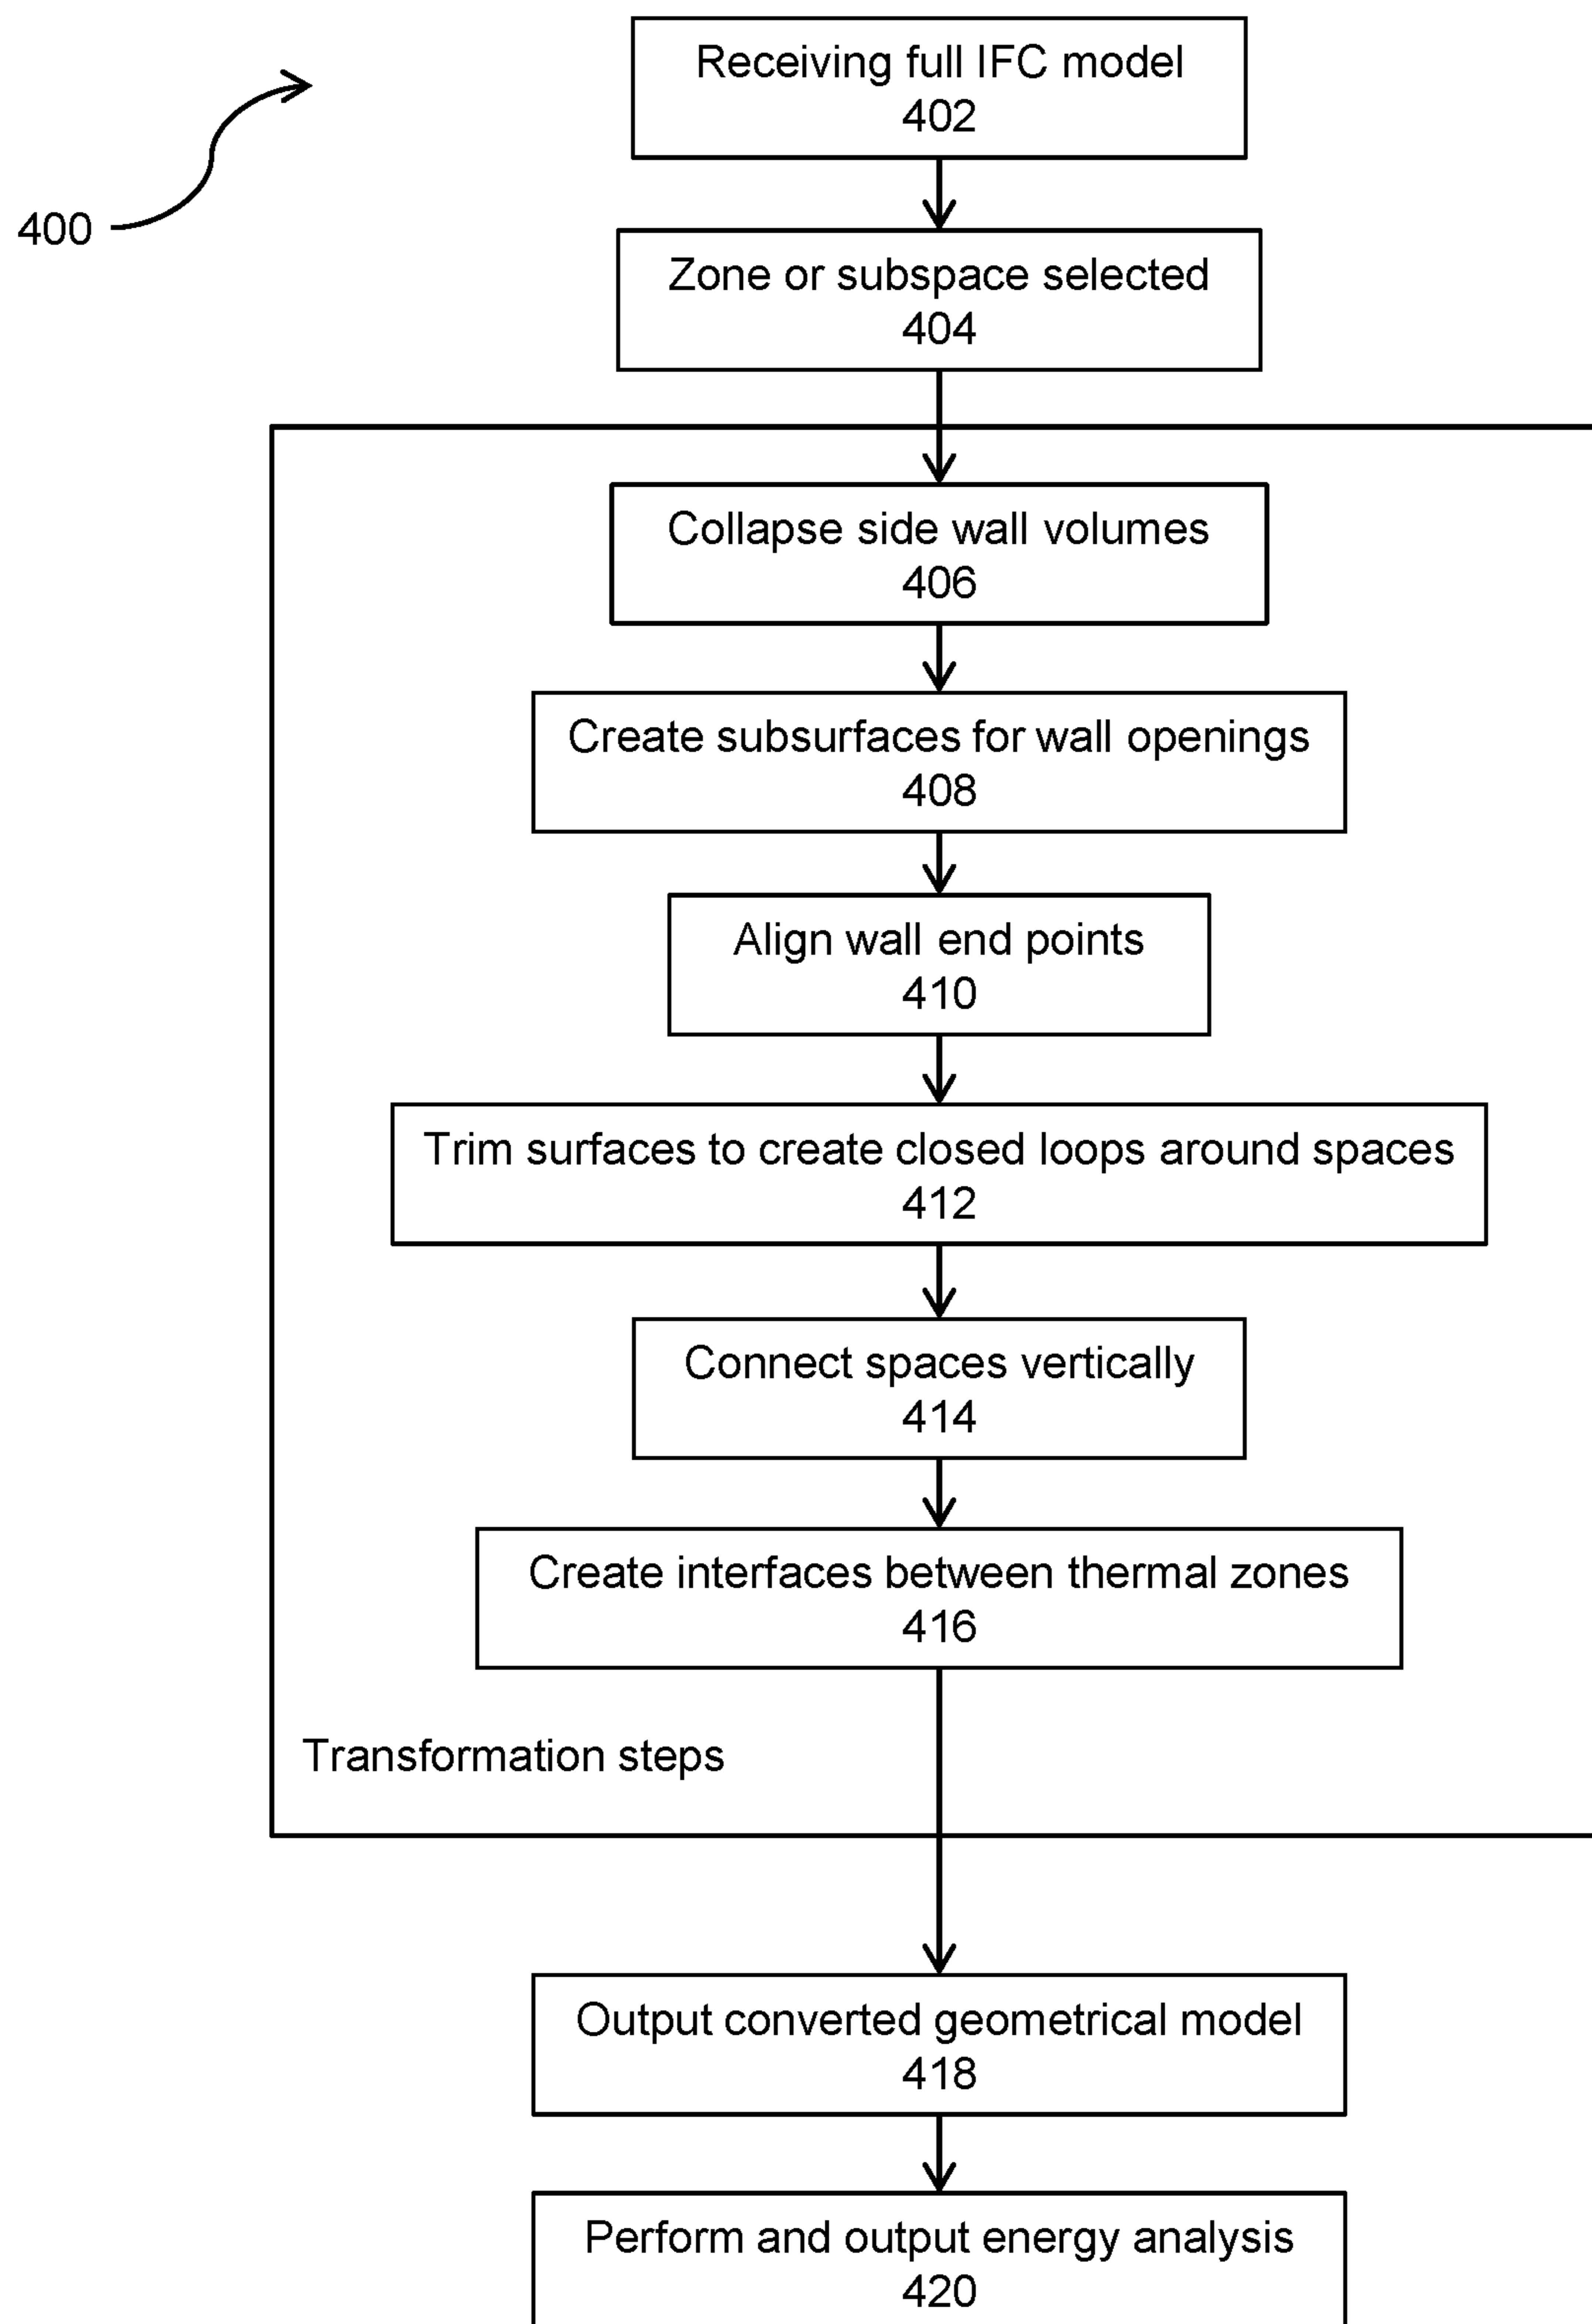 Receiving full IFC model
402
400
Zone or subspace selected
404
Collapse side wall volumes
406
Create subsurfaces for wall openings
408
Align wall end points
410
Trim surfaces to create closed loops around spaces
412
Connect spaces vertically
414
Create interfaces between thermal zones
416
Transformation steps
Output converted geometrical model
418
Perform and output energy analysis
420